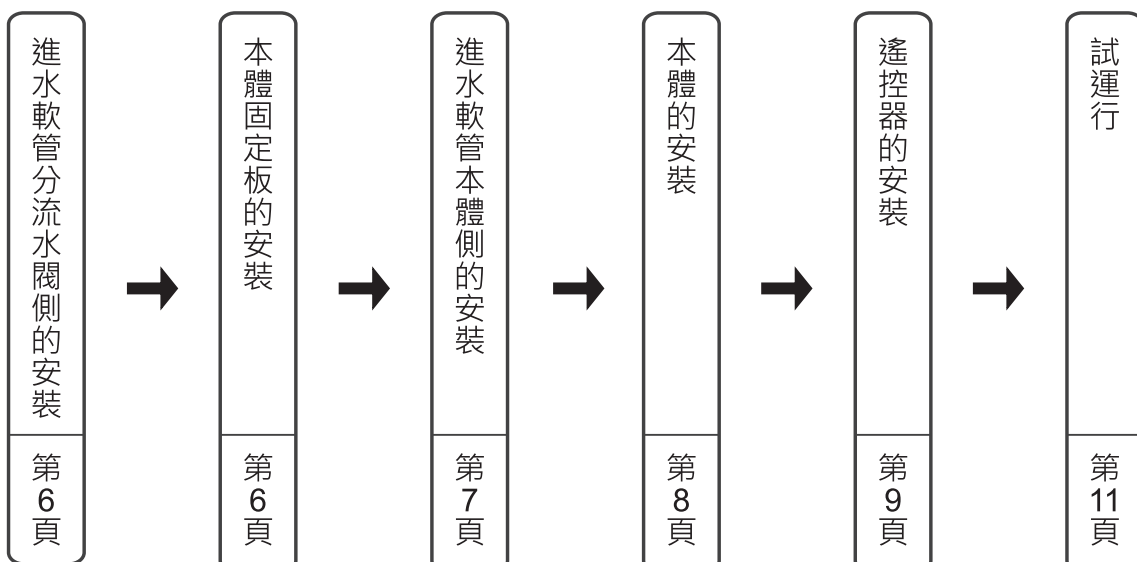 進水軟管分流水閥側的安裝
第6頁
本體固定板的安裝
第6頁
進水軟管本體側的安裝
第7頁
本體的安裝
第8頁
遙控器的安裝
第9頁
試運行
第11頁